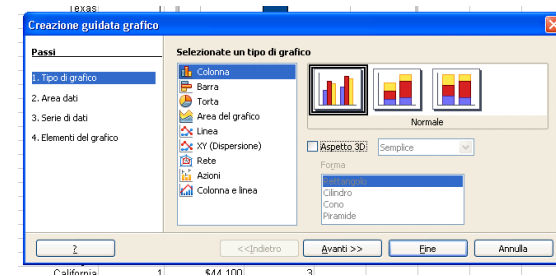 Texas
Creazione guidata grafico
Passi
1. Tipo di grafico
2. Area dati
3. Serie di dati
4. Elementi del grafico
Selezionate un tipo di grafico
Colonna
Barra
Torta
Area del grafico
Linea
XY (Dispersione)
Rete
Azioni
Colonna e linea
Normale
Aspetto 3D
Semplice
Forma
Rettangolo
Cilindro
Cono
Piramide
?
<<Indietro
Avanti >>
Fine
Annulla
California 1 $44,100 3